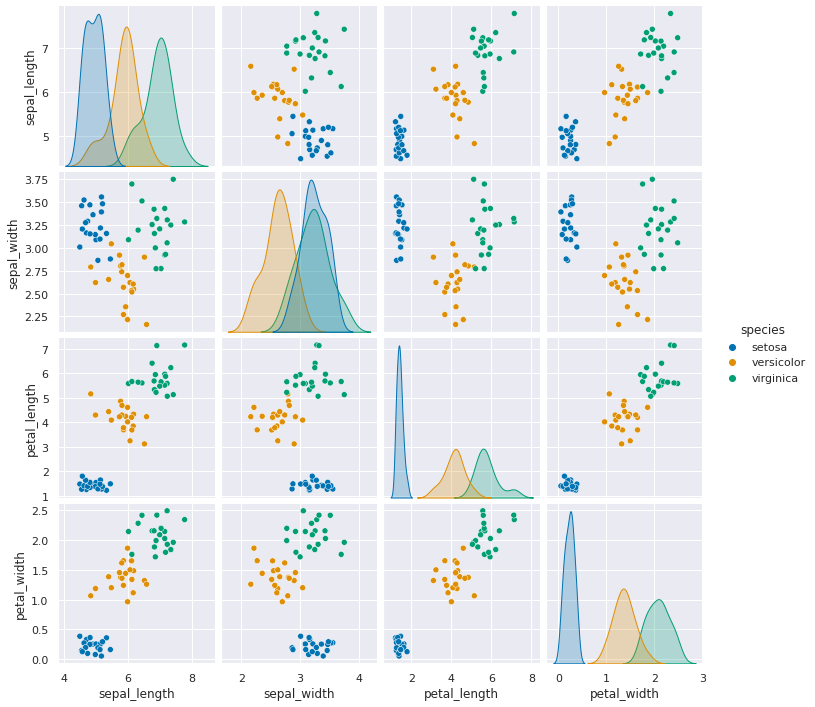 sepal_length
7
6
5
sepal_width
3.75
3.50
3.25
3.00
2.75
2.50
2.25
petal_length
7
6
5
4
3
2
1
petal_width
2.5
2.0
1.5
1.0
0.5
0.0
4 6 8
2 3 4
0 2 4 6 8
0 1 2 3
sepal_length
sepal_width
petal_length
petal_width
species
setosa
versicolor
virginica